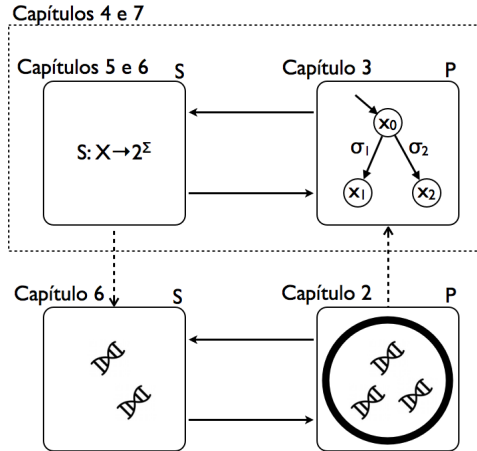 Capítulos 4 e 7
Capítulos 5 e 6 S
Capítulo 3 P
S: X→2^Σ
x₀
σ₁ σ₂
x₁ x₂
Capítulo 6 S
Capítulo 2 P